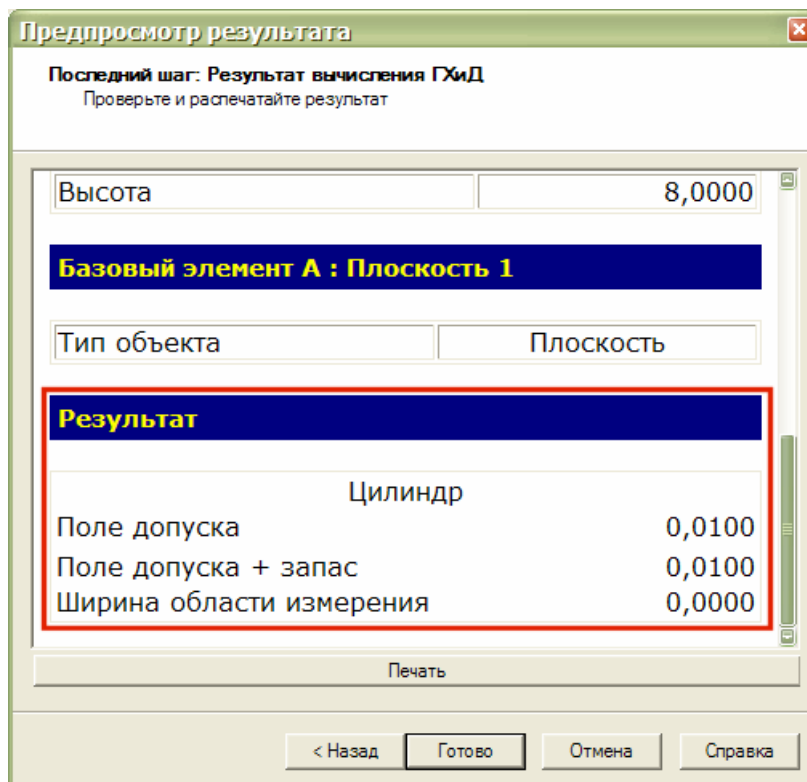 Предпросмотр результата
Последний шаг: Результат вычисления ГХиД
Проверьте и распечатайте результат
Высота 8,0000
Базовый элемент A : Плоскость 1
Тип объекта Плоскость
Результат
Цилиндр
Поле допуска 0,0100
Поле допуска + запас 0,0100
Ширина области измерения 0,0000
Печать
< Назад Готово Отмена Справка